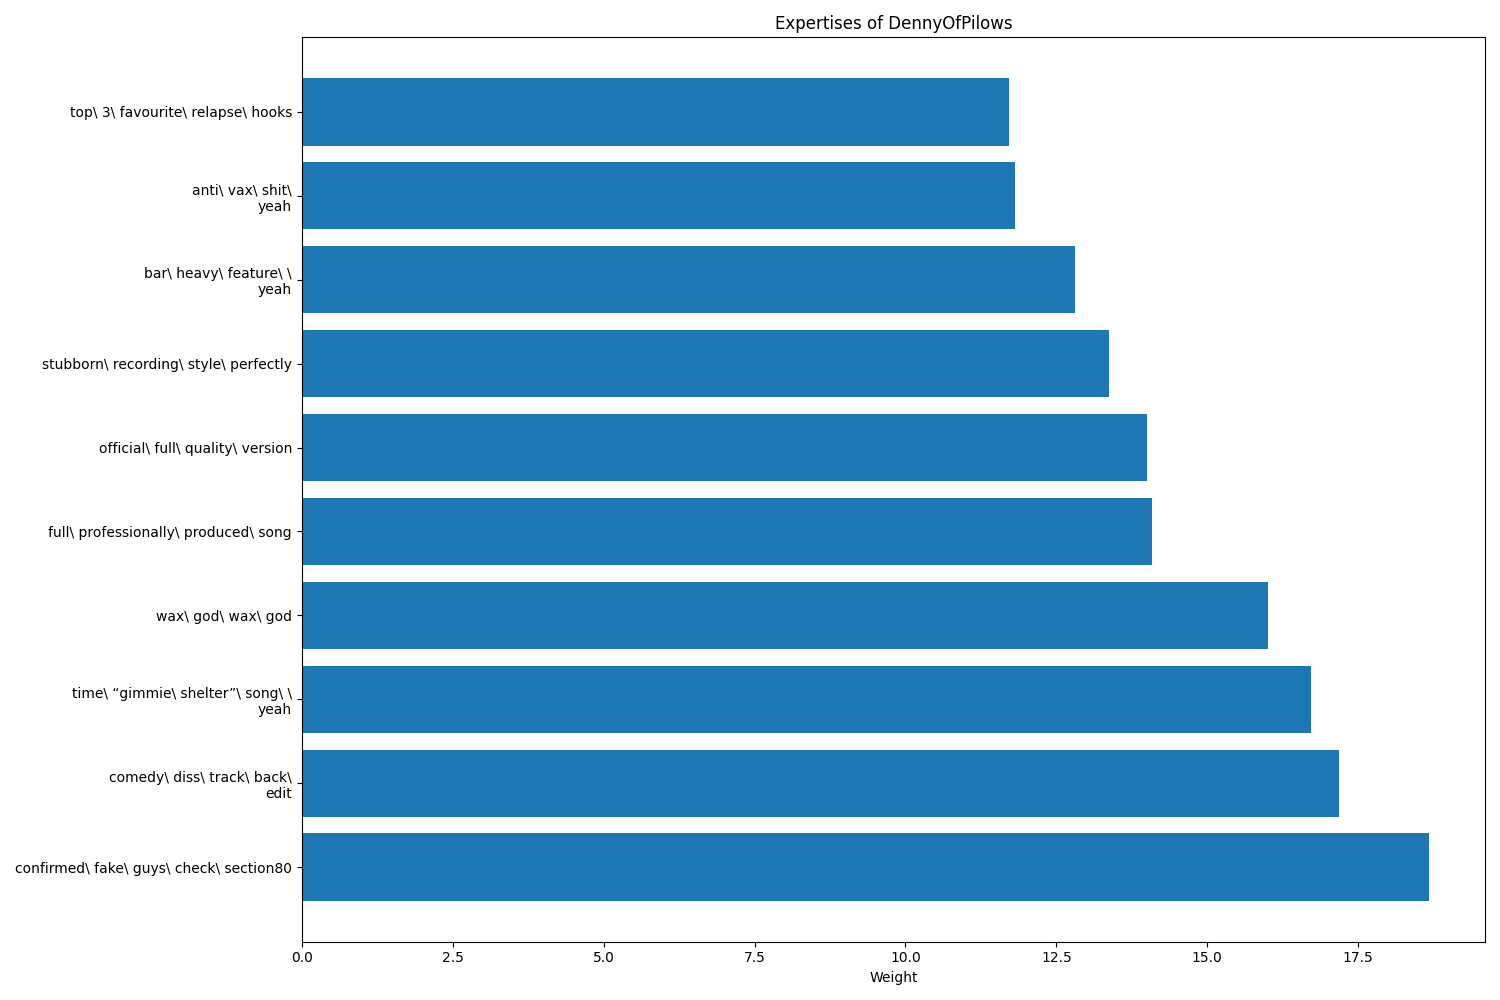 Expertises of DennyOfPilows
top\ 3\ favourite\ relapse\ hooks
anti\ vax\ shit\
yeah
bar\ heavy\ feature\ \
yeah
stubborn\ recording\ style\ perfectly
official\ full\ quality\ version
full\ professionally\ produced\ song
wax\ god\ wax\ god
time\ “gimmie\ shelter”\ song\ \
yeah
comedy\ diss\ track\ back\
edit
confirmed\ fake\ guys\ check\ section80
0.0 2.5 5.0 7.5 10.0 12.5 15.0 17.5
Weight